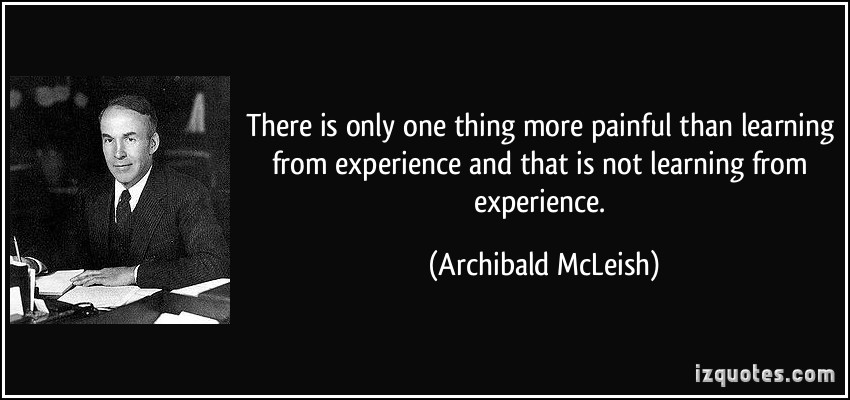 There is only one thing more painful than learning
from experience and that is not learning from
experience.
(Archibald McLeish)
izquotes.com